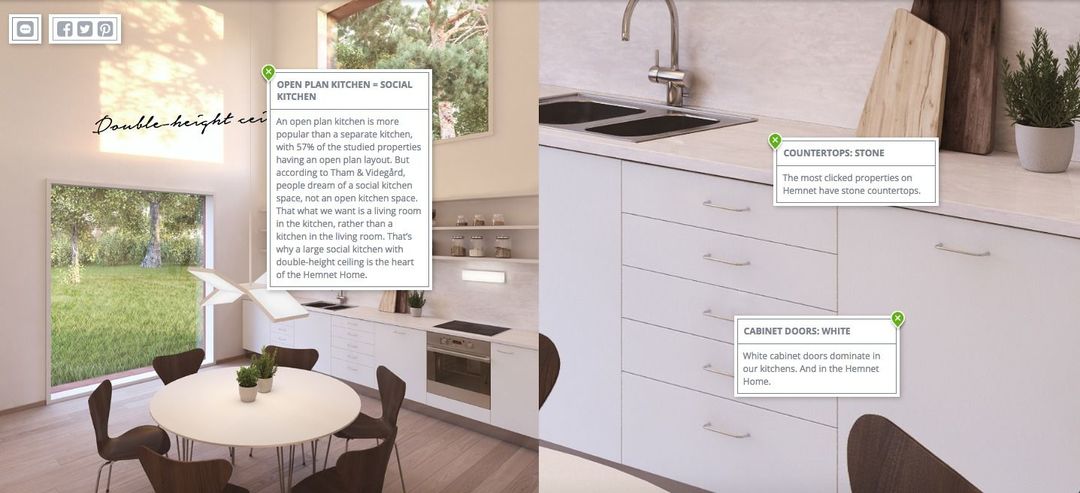 Double-height cei
OPEN PLAN KITCHEN = SOCIAL
KITCHEN
An open plan kitchen is more
popular than a separate kitchen,
with 57% of the studied properties
having an open plan layout. But
according to Tham & Videgård,
people dream of a social kitchen
space, not an open kitchen space.
That what we want is a living room
in the kitchen, rather than a
kitchen in the living room. That's
why a large social kitchen with
double-height ceiling is the heart
of the Hemnet Home.
COUNTERTOPS: STONE
The most clicked properties on
Hemnet have stone countertops.
CABINET DOORS: WHITE
White cabinet doors dominate in
our kitchens. And in the Hemnet
Home.